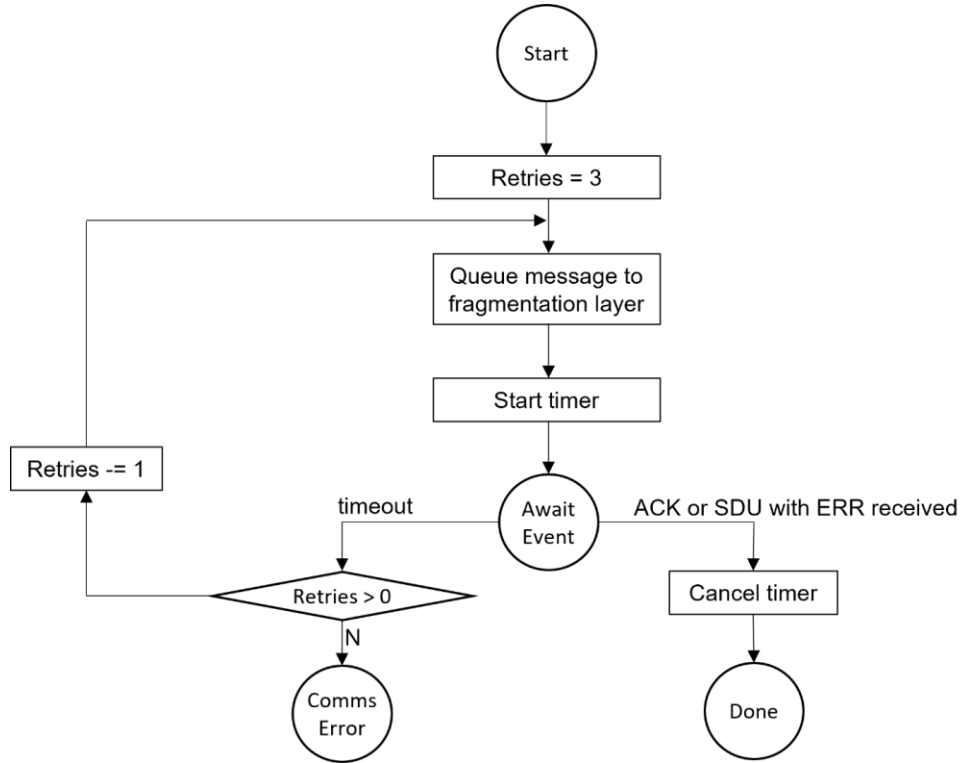 Start
Retries = 3
Queue message to
fragmentation layer
Start timer
Retries -= 1
timeout
Await
Event
ACK or SDU with ERR received
Retries > 0
Cancel timer
N
Comms
Error
Done